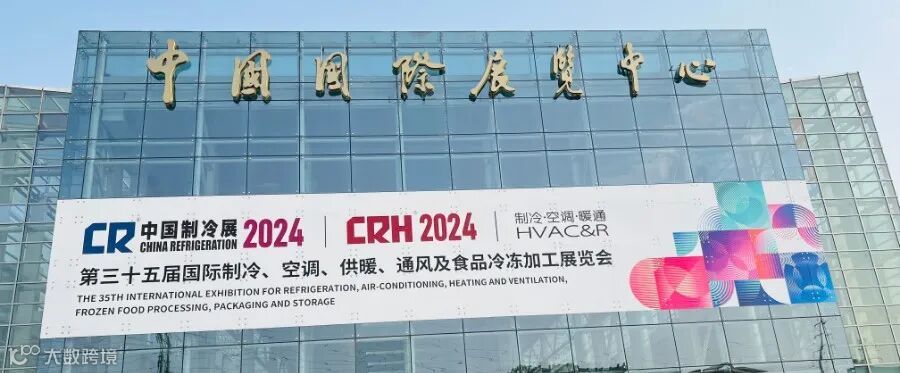 中国国际展览中心
CR 中国制冷展 CHINA REFRIGERATION 2024
CRH 2024
制冷·空调·暖通
HVAC&R
第三十五届国际制冷、空调、供暖、通风及食品冷冻加工展览会
THE 35TH INTERNATIONAL EXHIBITION FOR REFRIGERATION, AIR-CONDITIONING, HEATING AND VENTILATION,
FROZEN FOOD PROCESSING, PACKAGING AND STORAGE
大数跨境